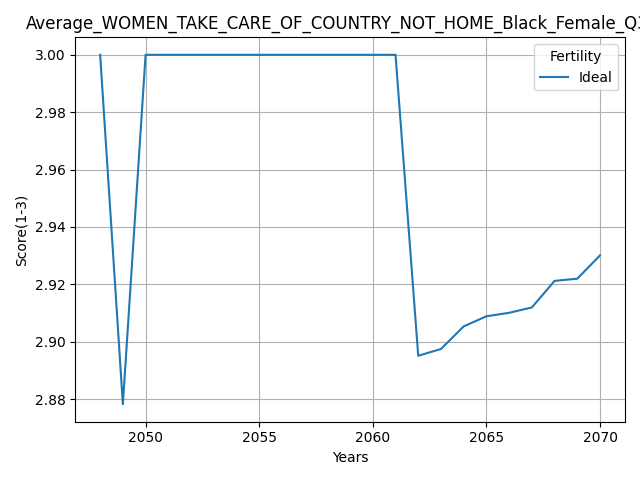 Average_WOMEN_TAKE_CARE_OF_COUNTRY_NOT_HOME_Black_Female_Q3
Fertility
Ideal
3.00
2.98
2.96
2.94
2.92
2.90
2.88
Score(1-3)
2050 2055 2060 2065 2070
Years